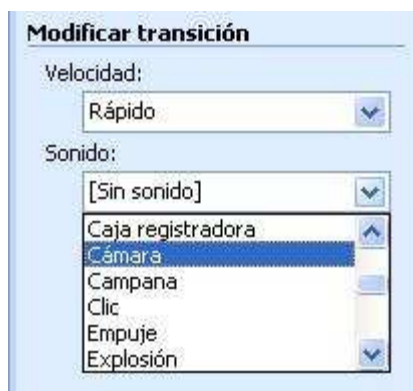 Modificar transición
Velocidad:
Rápido
Sonido:
[Sin sonido]
Caja registradora
Cámara
Campana
Clic
Empuje
Explosión